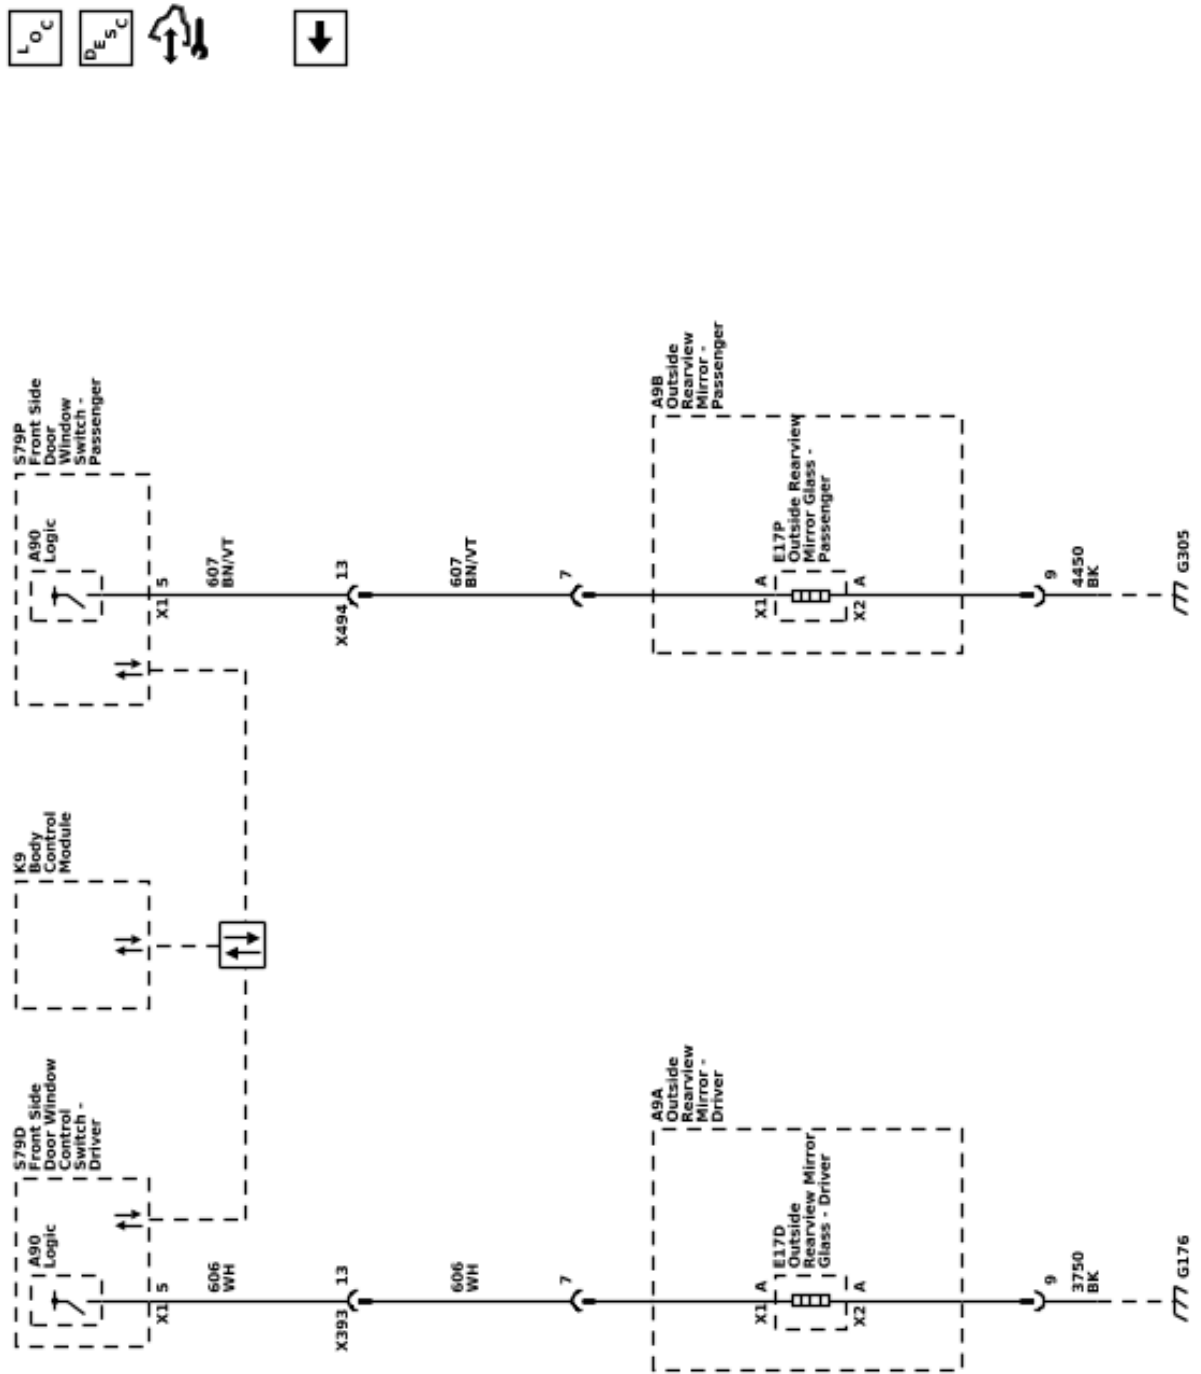 LOC
DESC
S79D
Front Side
Door Window
Control
Switch -
Driver
A90
Logic
X1 5
606
WH
X393 13
606
WH
7
A9A
Outside
Rearview
Mirror -
Driver
E17D
Outside
Rearview Mirror
Glass - Driver
X1 A
X2 A
9
3750
BK
G176
K9
Body
Control
Module
S79P
Front Side
Door
Window
Switch -
Passenger
A90
Logic
X1 5
607
BN/VT
X494 13
607
BN/VT
7
A9B
Outside
Rearview
Mirror -
Passenger
E17P
Outside Rearview
Mirror Glass -
Passenger
X1 A
X2 A
9
4450
BK
G305